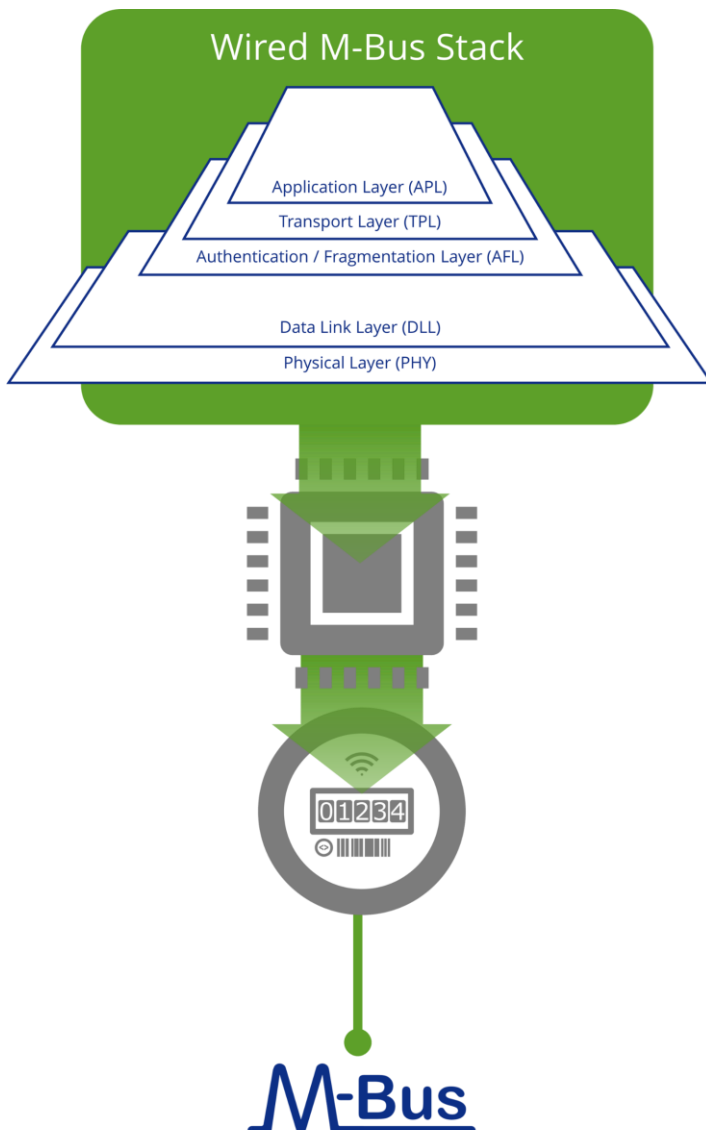 Wired M-Bus Stack
Application Layer (APL)
Transport Layer (TPL)
Authentication / Fragmentation Layer (AFL)
Data Link Layer (DLL)
Physical Layer (PHY)
01234
M-Bus